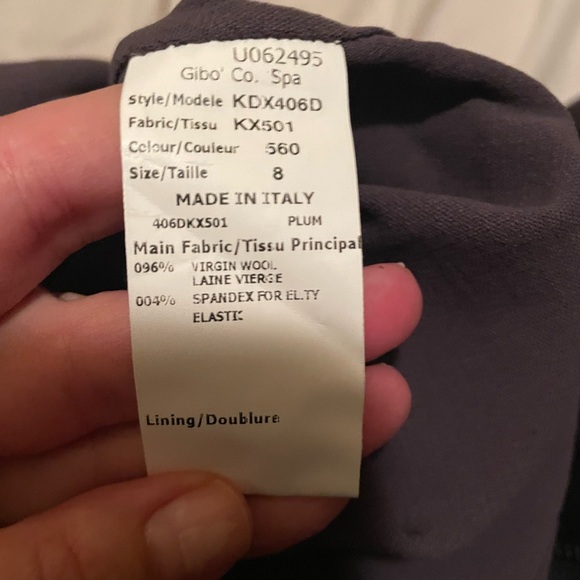 U062495
Gibo' Co. Spa
Style/Modele KDX406D
Fabric/Tissu KX501
Colour/Couleur 560
Size/Taille 8
MADE IN ITALY
406DKX501 PLUM
Main Fabric/Tissu Principal
096% VIRGIN WOOL
LAINE VIERGE
004% SPANDEX FOR EL.TY
ELASTIC
Lining/Doublure